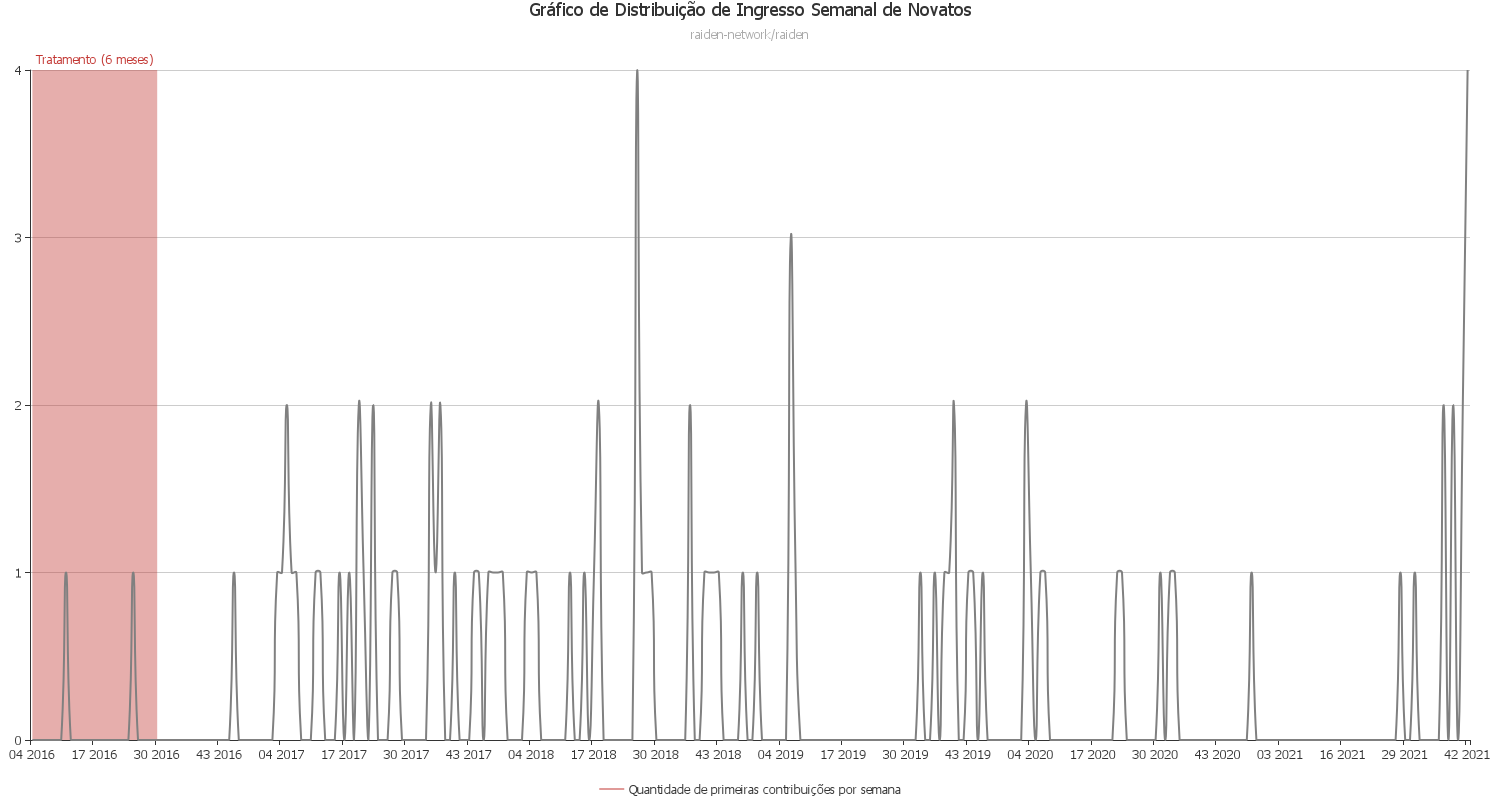 Gráfico de Distribuição de Ingresso Semanal de Novatos
raiden-network/raiden
Tratamento (6 meses)
4
3
2
1
0
04 2016 17 2016 30 2016 43 2016 04 2017 17 2017 30 2017 43 2017 04 2018 17 2018 30 2018 43 2018 04 2019 17 2019 30 2019 43 2019 04 2020 17 2020 30 2020 43 2020 03 2021 16 2021 29 2021 42 2021
Quantidade de primeiras contribuições por semana